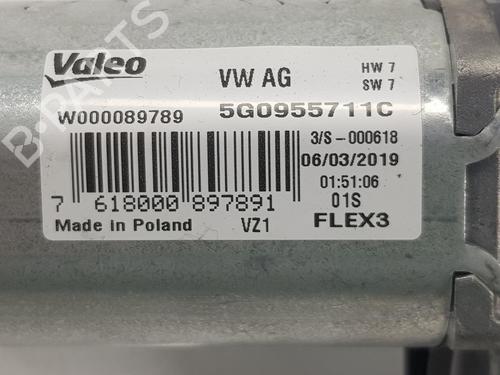 B-PARTS
Valeo
VW AG
HW 7
SW 7
W000089789
5G0955711C
3/S-000618
06/03/2019
01:51:06
7 618000 897891
01S
Made in Poland
VZ1
FLEX3